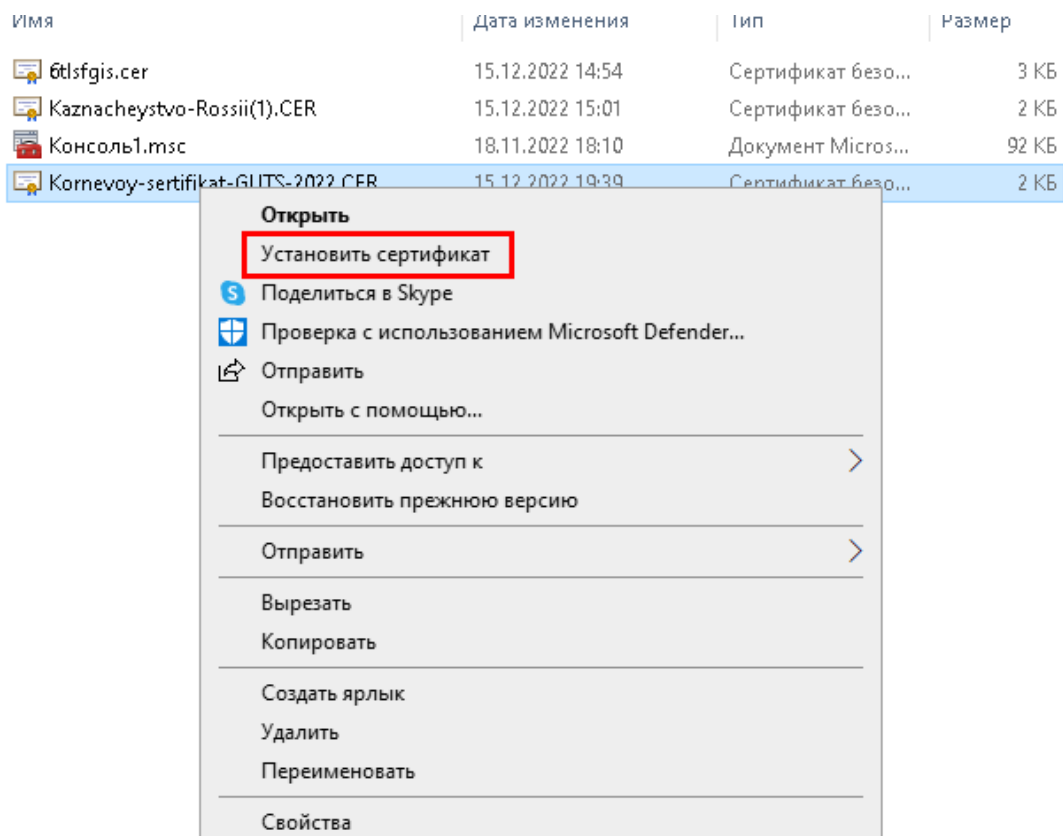 Имя Дата изменения Тип Размер
6tlsfgis.cer 15.12.2022 14:54 Сертификат безо... 3 КБ
Kaznacheystvo-Rossii(1).CER 15.12.2022 15:01 Сертификат безо... 2 КБ
Консоль1.msc 18.11.2022 18:10 Документ Micros... 92 КБ
Kornevoy-sertifikat-GUTS-2022.CER 15.12.2022 19:39 Сертификат безо... 2 КБ
Открыть
Установить сертификат
Поделиться в Skype
Проверка с использованием Microsoft Defender...
Отправить
Открыть с помощью...
Предоставить доступ к
Восстановить прежнюю версию
Отправить
Вырезать
Копировать
Создать ярлык
Удалить
Переименовать
Свойства